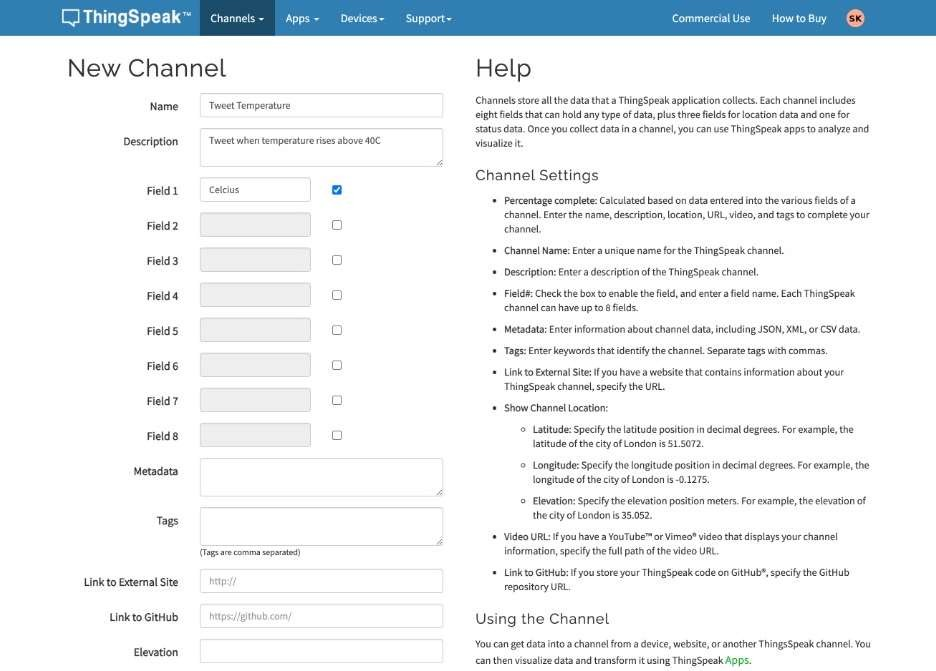 ThingSpeak™ Channels Apps Devices Support Commercial Use How to Buy SK
New Channel
Name Tweet Temperature
Description Tweet when temperature rises above 40C
Field 1 Celcius
Field 2
Field 3
Field 4
Field 5
Field 6
Field 7
Field 8
Metadata
Tags
(Tags are comma separated)
Link to External Site http://
Link to GitHub https://github.com/
Elevation
Help
Channels store all the data that a ThingSpeak application collects. Each channel includes
eight fields that can hold any type of data, plus three fields for location data and one for
status data. Once you collect data in a channel, you can use ThingSpeak apps to analyze and
visualize it.
Channel Settings
• Percentage complete: Calculated based on data entered into the various fields of a
channel. Enter the name, description, location, URL, video, and tags to complete your
channel.
• Channel Name: Enter a unique name for the ThingSpeak channel.
• Description: Enter a description of the ThingSpeak channel.
• Field#: Check the box to enable the field, and enter a field name. Each ThingSpeak
channel can have up to 8 fields.
• Metadata: Enter information about channel data, including JSON, XML, or CSV data.
• Tags: Enter keywords that identify the channel. Separate tags with commas.
• Link to External Site: If you have a website that contains information about your
ThingSpeak channel, specify the URL.
• Show Channel Location:
◦ Latitude: Specify the latitude position in decimal degrees. For example, the
latitude of the city of London is 51.5072.
◦ Longitude: Specify the longitude position in decimal degrees. For example, the
longitude of the city of London is -0.1275.
◦ Elevation: Specify the elevation position meters. For example, the elevation of
the city of London is 35.052.
• Video URL: If you have a YouTube™ or Vimeo® video that displays your channel
information, specify the full path of the video URL.
• Link to GitHub: If you store your ThingSpeak code on GitHub®, specify the GitHub
repository URL.
Using the Channel
You can get data into a channel from a device, website, or another ThingsSpeak channel. You
can then visualize data and transform it using ThingSpeak Apps.